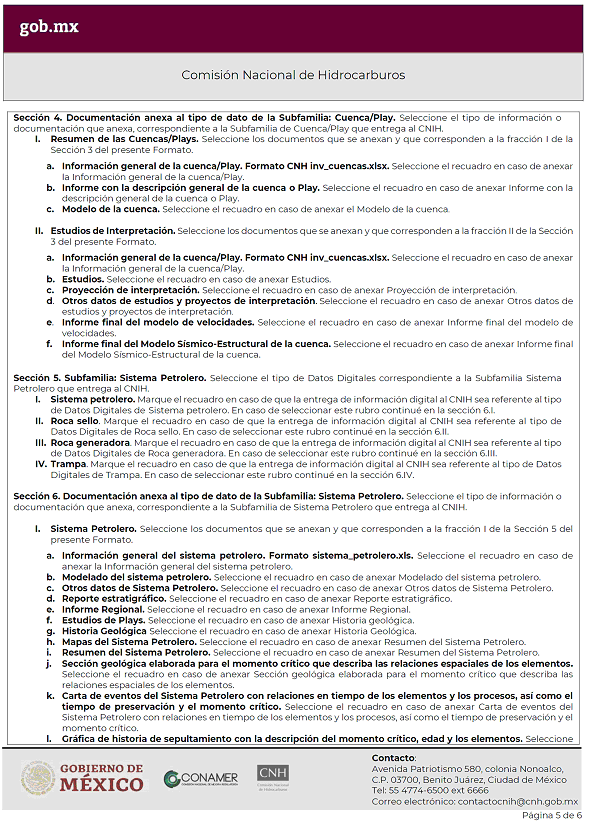 gob.mx
Comisión Nacional de Hidrocarburos
Sección 4. Documentación anexa al tipo de dato de la Subfamilia: Cuenca/Play. Seleccione el tipo de información o
documentación que anexa, correspondiente a la Subfamilia de Cuenca/Play que entrega al CNIH.
I. Resumen de las Cuencas/Plays. Seleccione los documentos que se anexan y que corresponden a la fracción I de la
Sección 3 del presente Formato.
a. Información general de la cuenca/Play. Formato CNH inv_cuencas.xlsx. Seleccione el recuadro en caso de anexar
la Información general de la cuenca/Play.
b. Informe con la descripción general de la cuenca o Play. Seleccione el recuadro en caso de anexar Informe con la
descripción general de la cuenca o Play.
c. Modelo de la cuenca. Seleccione el recuadro en caso de anexar el Modelo de la cuenca.
II. Estudios de Interpretación. Seleccione los documentos que se anexan y que corresponden a la fracción II de la Sección
3 del presente Formato.
a. Información general de la cuenca/Play. Formato CNH inv_cuencas.xlsx. Seleccione el recuadro en caso de anexar
la Información general de la cuenca/Play.
b. Estudios. Seleccione el recuadro en caso de anexar Estudios.
c. Proyección de interpretación. Seleccione el recuadro en caso de anexar Proyección de interpretación.
d. Otros datos de estudios y proyectos de interpretación. Seleccione el recuadro en caso de anexar Otros datos de
estudios y proyectos de interpretación.
e. Informe final del modelo de velocidades. Seleccione el recuadro en caso de anexar Informe final del modelo de
velocidades.
f. Informe final del Modelo Sísmico-Estructural de la cuenca. Seleccione el recuadro en caso de anexar Informe final
del Modelo Sísmico-Estructural de la cuenca.
Sección 5. Subfamilia: Sistema Petrolero. Seleccione el tipo de Datos Digitales correspondiente a la Subfamilia Sistema
Petrolero que entrega al CNIH.
I. Sistema petrolero. Marque el recuadro en caso de que la entrega de información digital al CNIH sea referente al tipo
de Datos Digitales de Sistema petrolero. En caso de seleccionar este rubro continué en la sección 6.I.
II. Roca sello. Marque el recuadro en caso de que la entrega de información digital al CNIH sea referente al tipo de
Datos Digitales de Roca sello. En caso de seleccionar este rubro continué en la sección 6.II.
III. Roca generadora. Marque el recuadro en caso de que la entrega de información digital al CNIH sea referente al tipo
de Datos Digitales de Roca generadora. En caso de seleccionar este rubro continué en la sección 6.III.
IV. Trampa. Marque el recuadro en caso de que la entrega de información digital al CNIH sea referente al tipo de Datos
Digitales de Trampa. En caso de seleccionar este rubro continué en la sección 6.IV.
Sección 6. Documentación anexa al tipo de dato de la Subfamilia: Sistema Petrolero. Seleccione el tipo de información o
documentación que anexa, correspondiente a la Subfamilia de Sistema Petrolero que entrega al CNIH.
I. Sistema Petrolero. Seleccione los documentos que se anexan y que corresponden a la fracción I de la Sección 5 del
presente Formato.
a. Información general del sistema petrolero. Formato sistema_petrolero.xls. Seleccione el recuadro en caso de
anexar la Información general del sistema petrolero.
b. Modelado del sistema petrolero. Seleccione el recuadro en caso de anexar Modelado del sistema petrolero.
c. Otros datos de Sistema Petrolero. Seleccione el recuadro en caso de anexar Otros datos de Sistema Petrolero.
d. Reporte estratigráfico. Seleccione el recuadro en caso de anexar Reporte estratigráfico.
e. Informe Regional. Seleccione el recuadro en caso de anexar Informe Regional.
f. Estudios de Plays. Seleccione el recuadro en caso de anexar Historia geológica.
g. Historia Geológica Seleccione el recuadro en caso de anexar Historia Geológica.
h. Mapas del Sistema Petrolero. Seleccione el recuadro en caso de anexar Resumen del Sistema Petrolero.
i. Resumen del Sistema Petrolero. Seleccione el recuadro en caso de anexar Resumen del Sistema Petrolero.
j. Sección geológica elaborada para el momento crítico que describa las relaciones espaciales de los elementos.
Seleccione el recuadro en caso de anexar Sección geológica elaborada para el momento crítico que describa las
relaciones espaciales de los elementos.
k. Carta de eventos del Sistema Petrolero con relaciones en tiempo de los elementos y los procesos, así como el
tiempo de preservación y el momento crítico. Seleccione el recuadro en caso de anexar Carta de eventos del
Sistema Petrolero con relaciones en tiempo de los elementos y los procesos, así como el tiempo de preservación y el
momento crítico.
l. Gráfica de historia de sepultamiento con la descripción del momento crítico, edad y los elementos. Seleccione
GOBIERNO DE
MÉXICO
CONAMER
CNH
Comisión Nacional
de Hidrocarburos
Contacto:
Avenida Patriotismo 580, colonia Nonoalco,
C.P. 03700, Benito Juárez, Ciudad de México
Tel: 55 4774-6500 ext 6666
Correo electrónico: contactocnih@cnh.gob.mx
Página 5 de 6